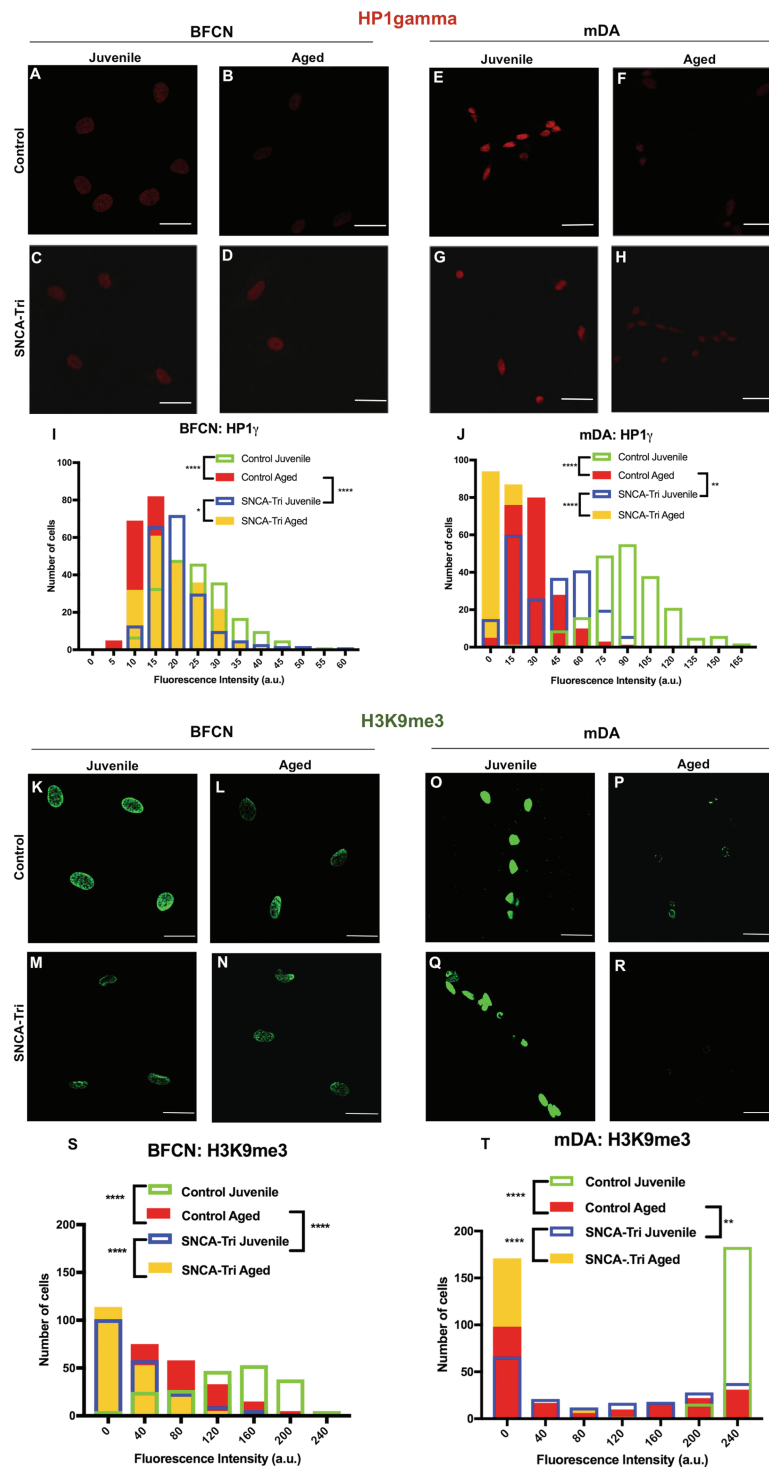 HP1gamma
BFCN
mDA
Juvenile
Aged
Juvenile
Aged
Control
SNCA-Tri
A
B
E
F
C
D
G
H
I
BFCN: HP1γ
Control Juvenile
Control Aged
SNCA-Tri Juvenile
SNCA-Tri Aged
****
*
****
Number of cells
100
80
60
40
20
0
0 5 10 15 20 25 30 35 40 45 50 55 60
Fluorescence Intensity (a.u.)
J
mDA: HP1γ
Control Juvenile
Control Aged
SNCA-Tri Juvenile
SNCA-Tri Aged
****
****
**
Number of cells
100
80
60
40
20
0
0 15 30 45 60 75 90 105 120 135 150 165
Fluorescence Intensity (a.u.)
H3K9me3
BFCN
mDA
Juvenile
Aged
Juvenile
Aged
Control
SNCA-Tri
K
L
O
P
M
N
Q
R
S
BFCN: H3K9me3
Control Juvenile
Control Aged
SNCA-Tri Juvenile
SNCA-Tri Aged
****
****
****
Number of cells
200
150
100
50
0
0 40 80 120 160 200 240
Fluorescence Intensity (a.u.)
T
mDA: H3K9me3
Control Juvenile
Control Aged
SNCA-Tri Juvenile
SNCA-.Tri Aged
****
****
**
Number of cells
200
150
100
50
0
0 40 80 120 160 200 240
Fluorescence Intensity (a.u.)